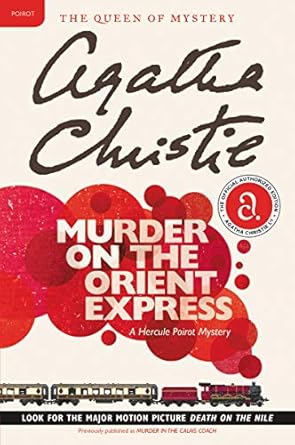 POIROT
THE QUEEN OF MYSTERY
Agatha
Christie
THE OFFICIAL AUTHORIZED EDITION
a.
AGATHA CHRISTIE LTD
MURDER
ON THE
ORIENT
EXPRESS
A Hercule Poirot Mystery
LOOK FOR THE MAJOR MOTION PICTURE DEATH ON THE NILE
Previously published as MURDER IN THE CALAIS COACH